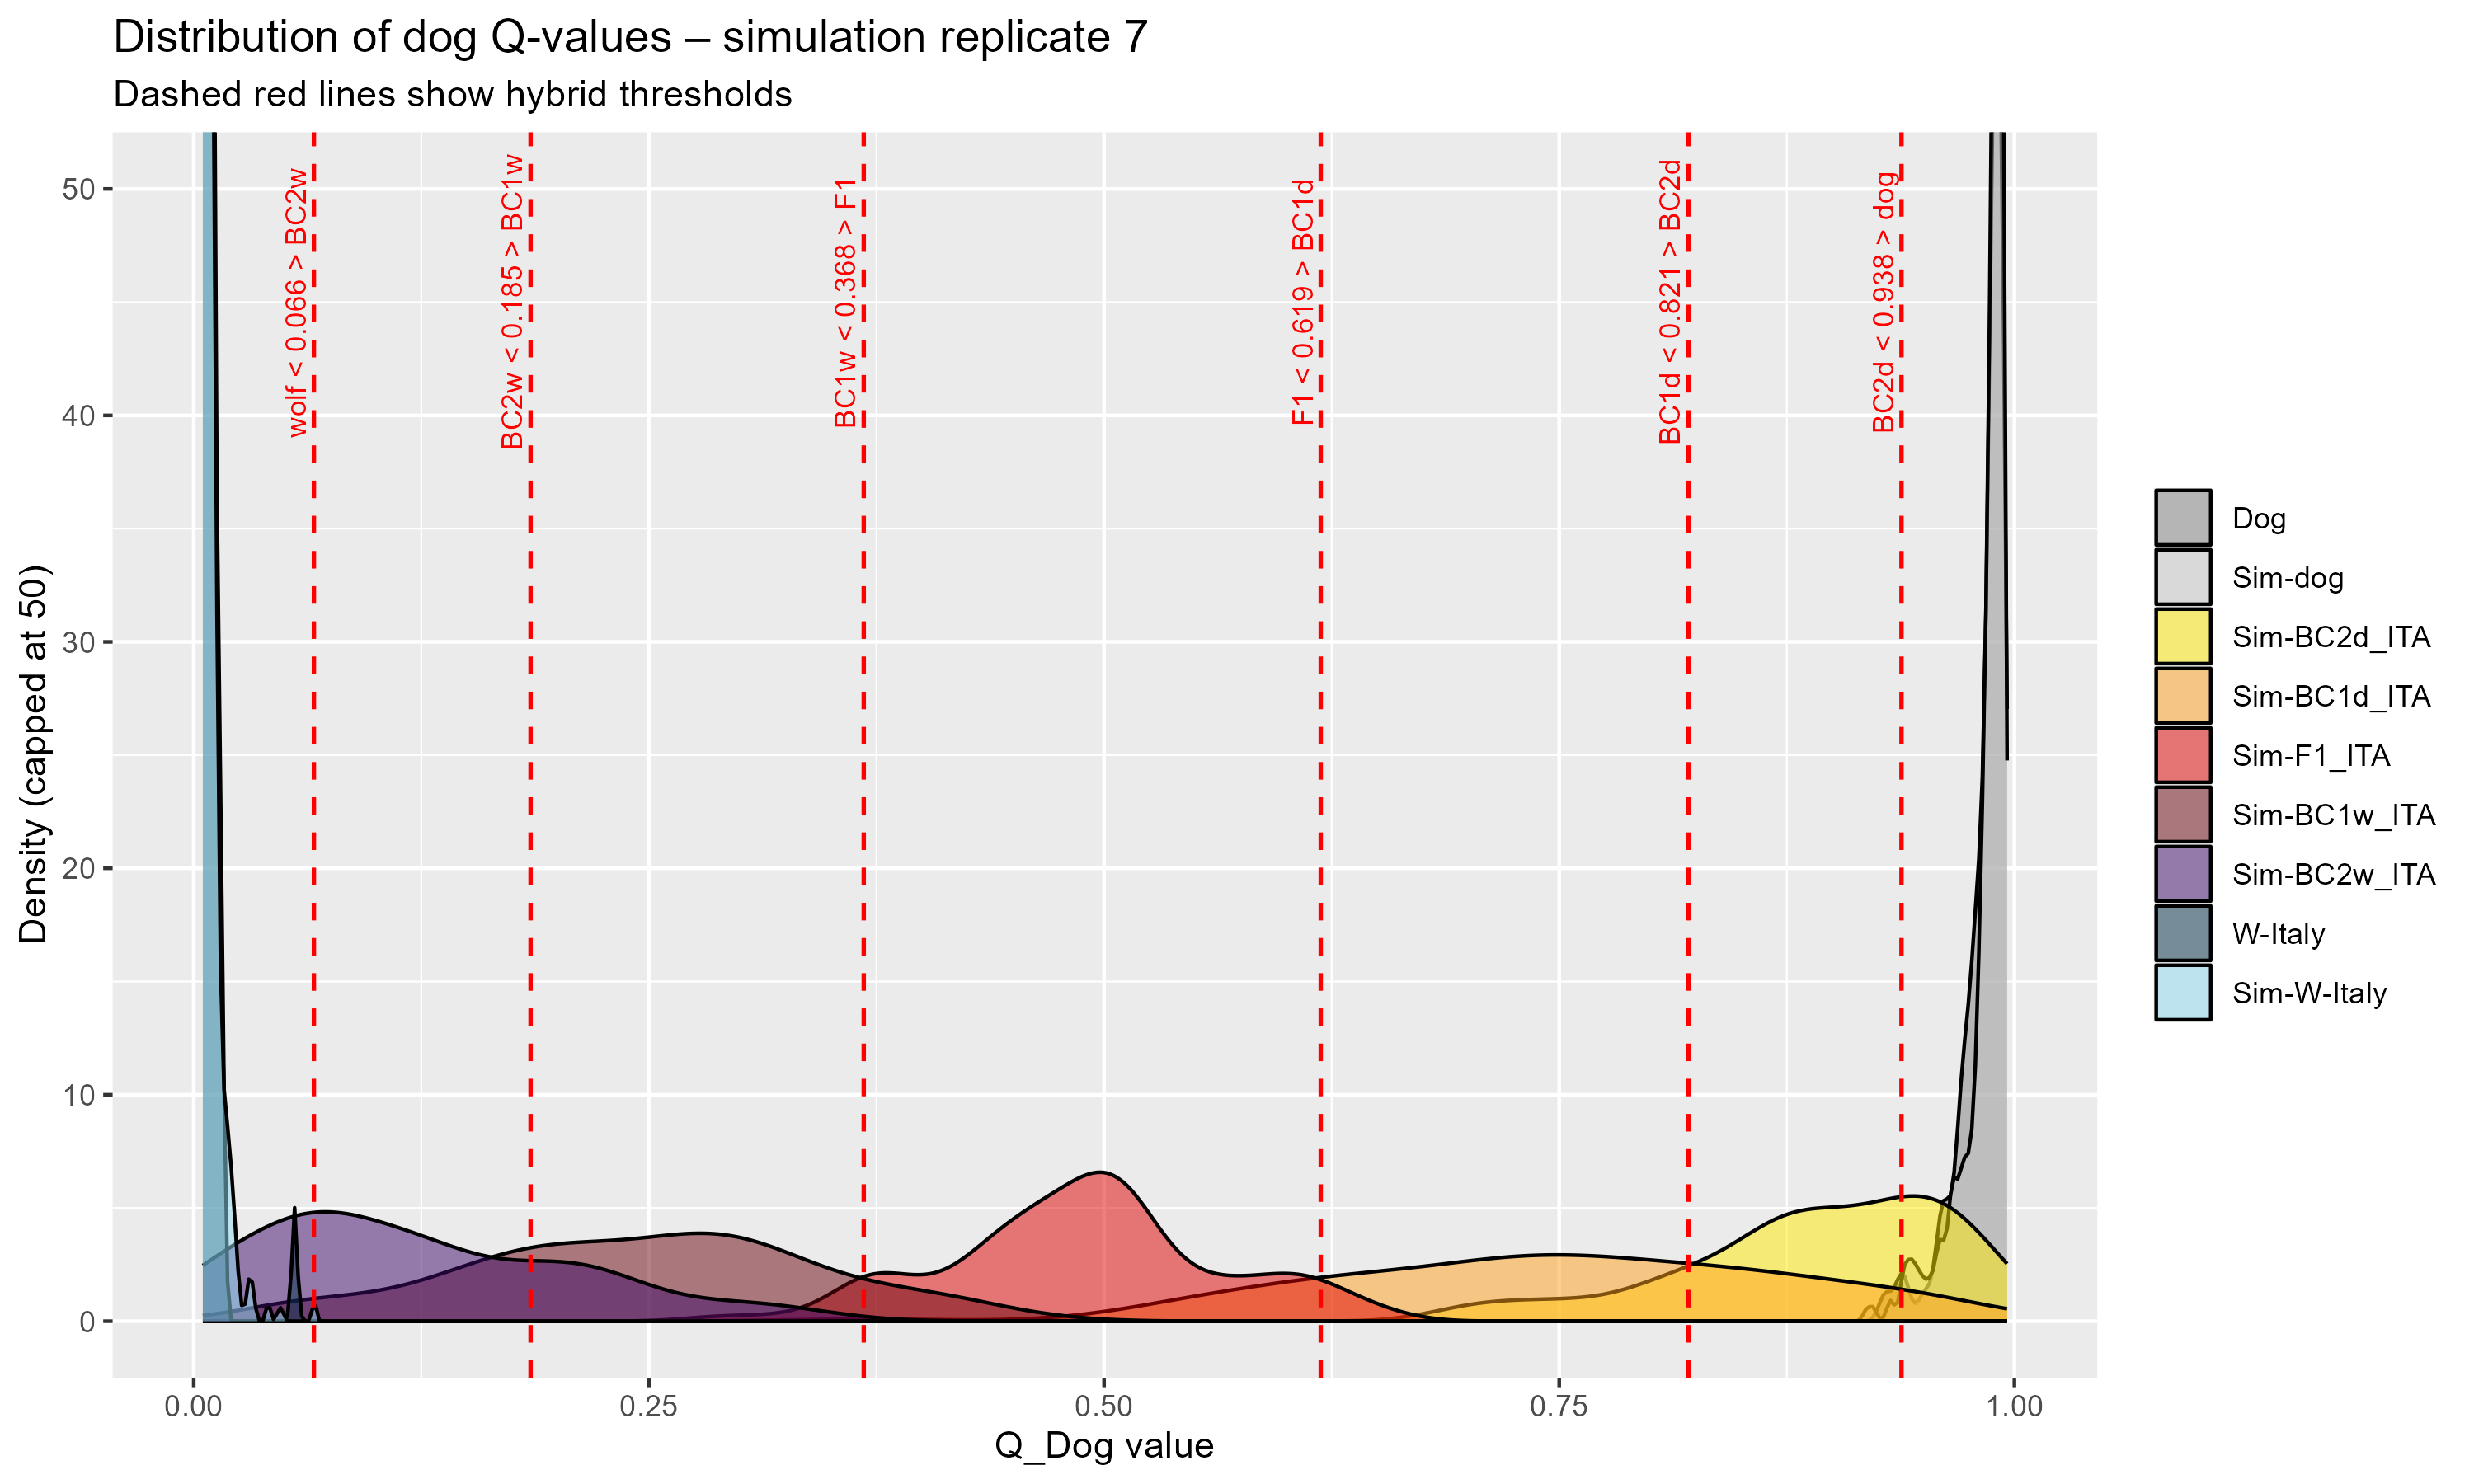 Distribution of dog Q-values – simulation replicate 7
Dashed red lines show hybrid thresholds
Density (capped at 50)
50
40
30
20
10
0
wolf < 0.066 > BC2w
BC2w < 0.185 > BC1w
BC1w < 0.368 > F1
F1 < 0.619 > BC1d
BC1d < 0.821 > BC2d
BC2d < 0.938 > dog
0.00
0.25
0.50
0.75
1.00
Q_Dog value
Dog
Sim-dog
Sim-BC2d_ITA
Sim-BC1d_ITA
Sim-F1_ITA
Sim-BC1w_ITA
Sim-BC2w_ITA
W-Italy
Sim-W-Italy